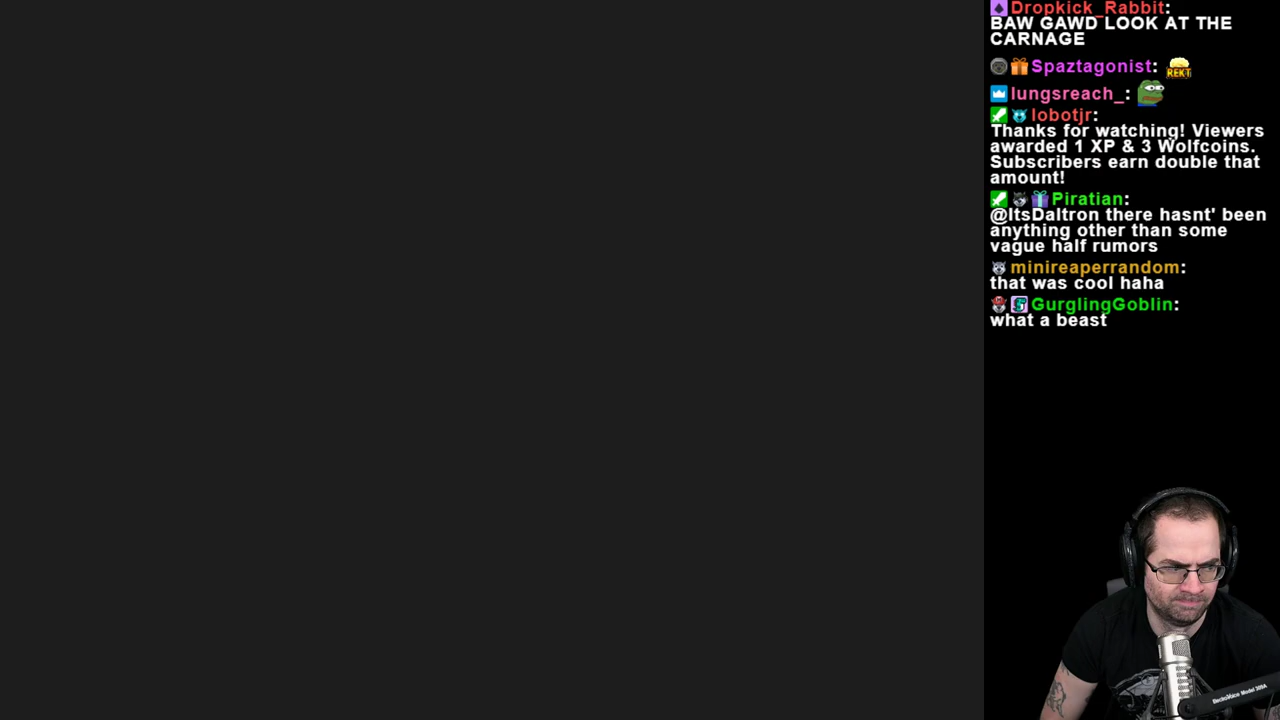 Dropkick_Rabbit:
BAW GAWD LOOK AT THE
CARNAGE
Spaztagonist: REKT
lungsreach_:
lobotjr:
Thanks for watching! Viewers
awarded 1 XP & 3 Wolfcoins.
Subscribers earn double that
amount!
Piratian:
@ItsDaltron there hasnt' been
anything other than some
vague half rumors
minireaperrandom:
that was cool haha
GurglingGoblin:
what a beast